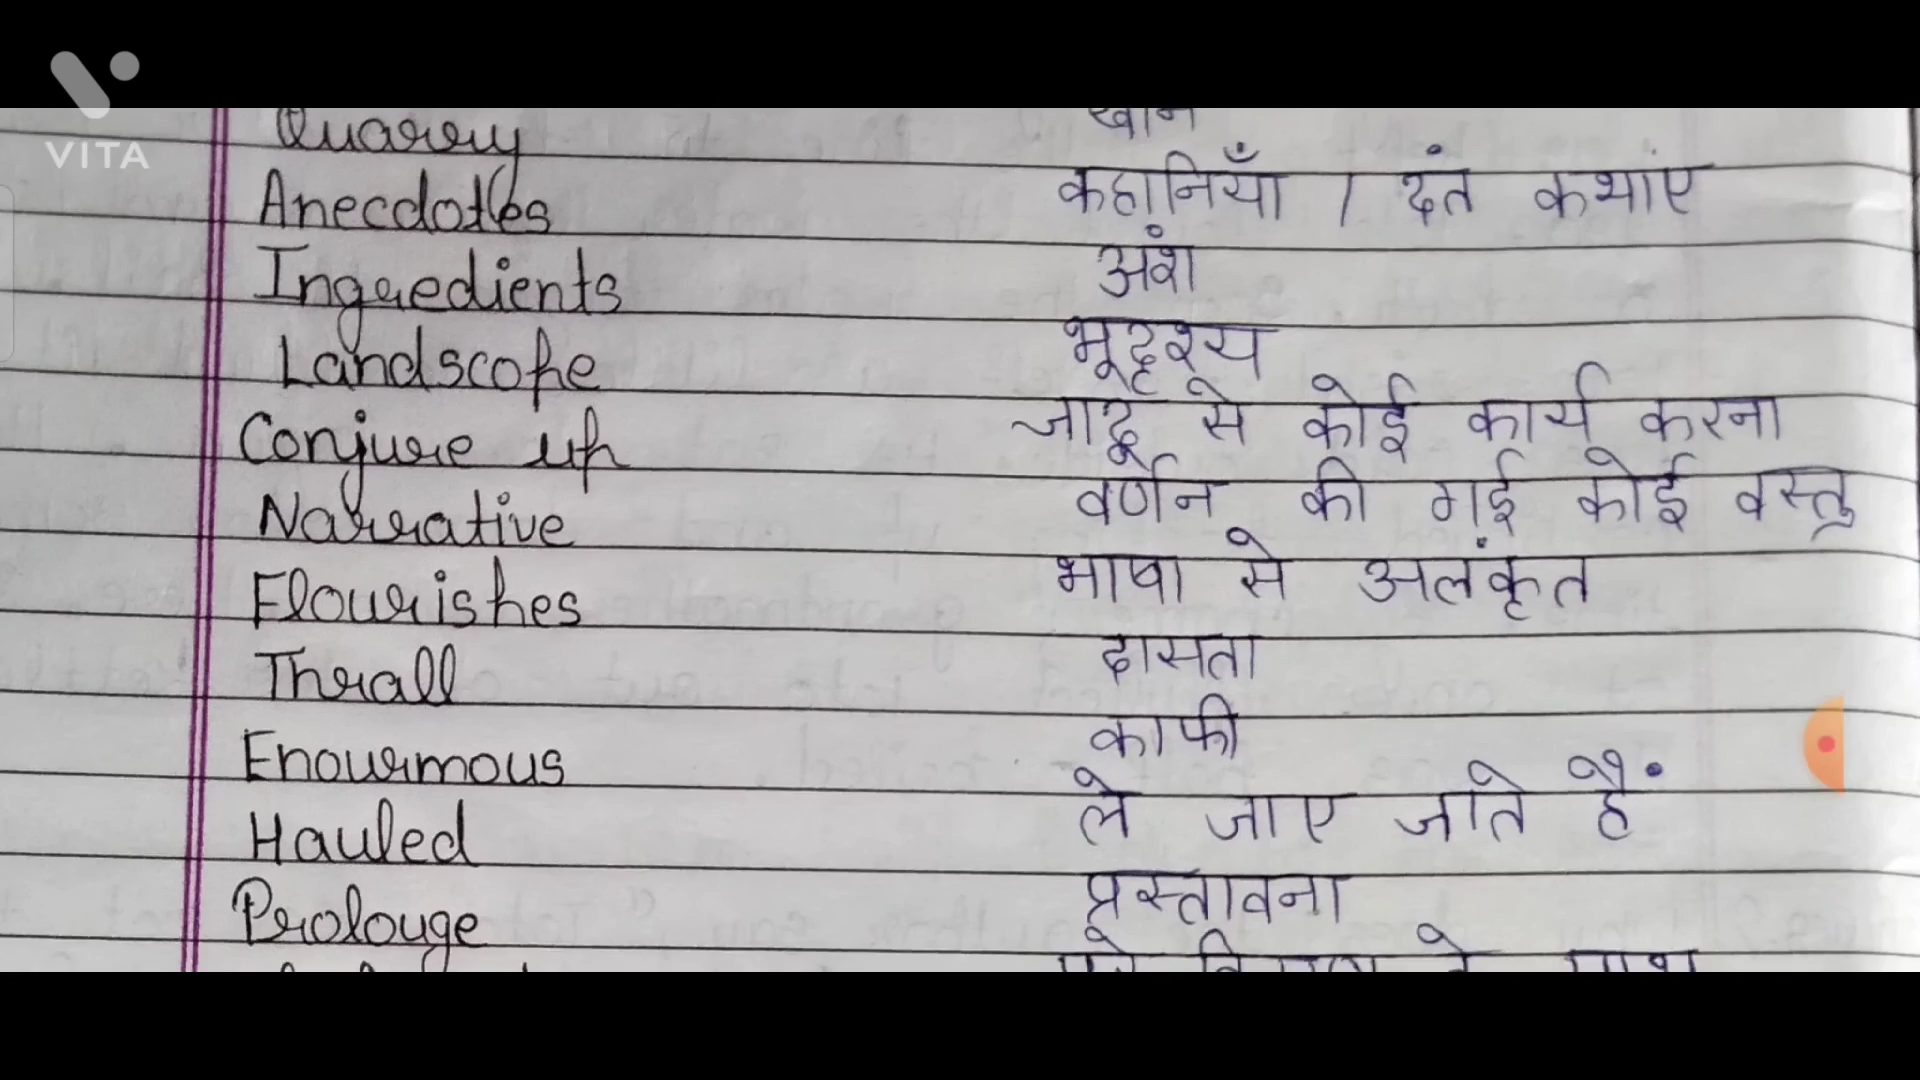 VITA
Quarry खान
Anecdotes कहानियाँ / दंत कथाएं
Ingredients अंश
Landscope भूदृश्य
Conjure up जादू से कोई कार्य करना
Narrative वर्णन की गई कोई वस्तु
Flourishes भाषा से अलंकृत
Thrall दासता
Enourmous काफी
Hauled ले जाए जाते हैं.
Prolouge प्रस्तावना